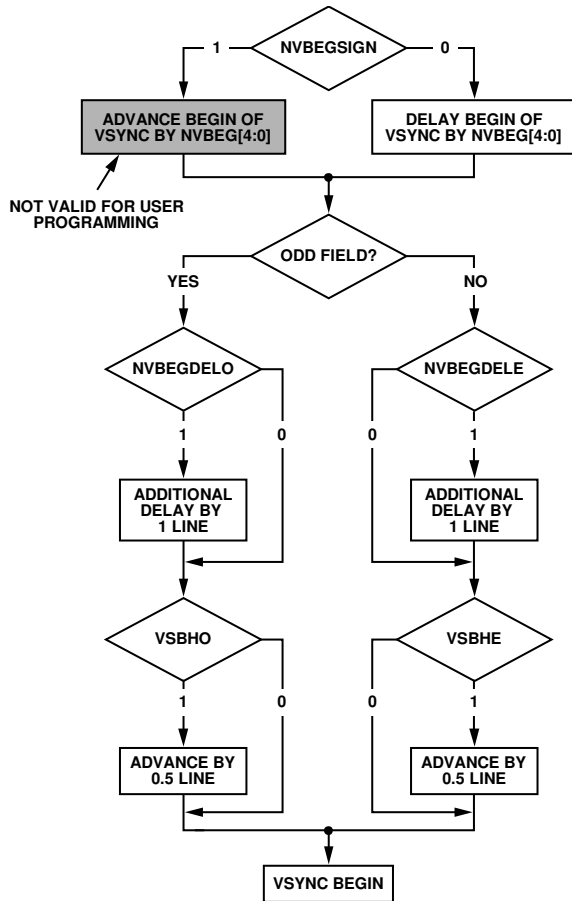 NVBEGSIGN
1
0
ADVANCE BEGIN OF
VSYNC BY NVBEG[4:0]
DELAY BEGIN OF
VSYNC BY NVBEG[4:0]
NOT VALID FOR USER
PROGRAMMING
ODD FIELD?
YES
NO
NVBEGDELO
NVBEGDELE
1
0
0
1
ADDITIONAL
DELAY BY
1 LINE
ADDITIONAL
DELAY BY
1 LINE
VSBHO
VSBHE
1
0
0
1
ADVANCE BY
0.5 LINE
ADVANCE BY
0.5 LINE
VSYNC BEGIN